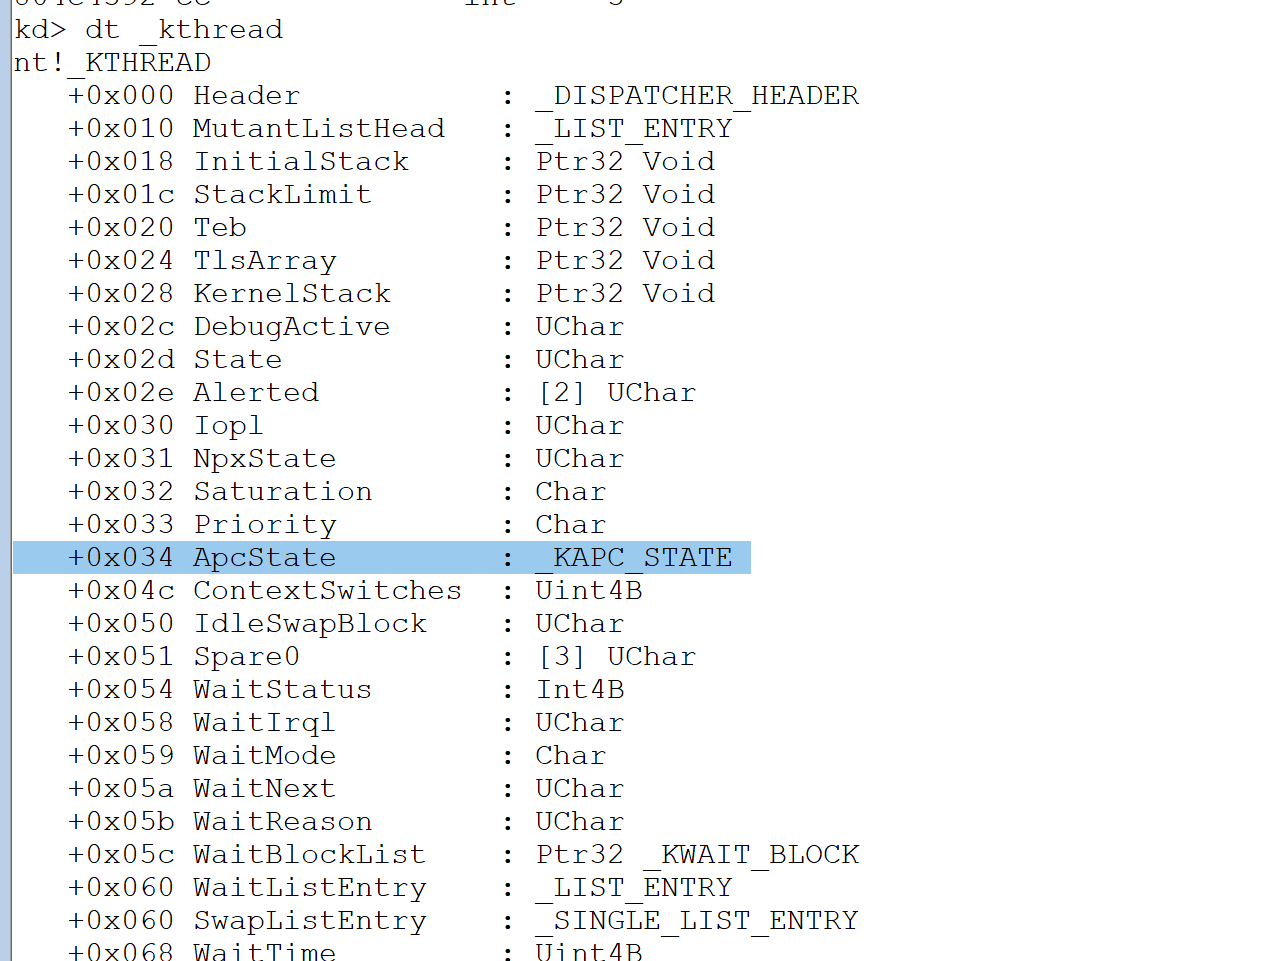 kd> dt _kthread
nt!_KTHREAD
+0x000 Header : _DISPATCHER_HEADER
+0x010 MutantListHead : _LIST_ENTRY
+0x018 InitialStack : Ptr32 Void
+0x01c StackLimit : Ptr32 Void
+0x020 Teb : Ptr32 Void
+0x024 TlsArray : Ptr32 Void
+0x028 KernelStack : Ptr32 Void
+0x02c DebugActive : UChar
+0x02d State : UChar
+0x02e Alerted : [2] UChar
+0x030 Iopl : UChar
+0x031 NpxState : UChar
+0x032 Saturation : Char
+0x033 Priority : Char
+0x034 ApcState : _KAPC_STATE
+0x04c ContextSwitches : Uint4B
+0x050 IdleSwapBlock : UChar
+0x051 Spare0 : [3] UChar
+0x054 WaitStatus : Int4B
+0x058 WaitIrql : UChar
+0x059 WaitMode : Char
+0x05a WaitNext : UChar
+0x05b WaitReason : UChar
+0x05c WaitBlockList : Ptr32 _KWAIT_BLOCK
+0x060 WaitListEntry : _LIST_ENTRY
+0x060 SwapListEntry : _SINGLE_LIST_ENTRY
+0x068 WaitTime : Uint4B